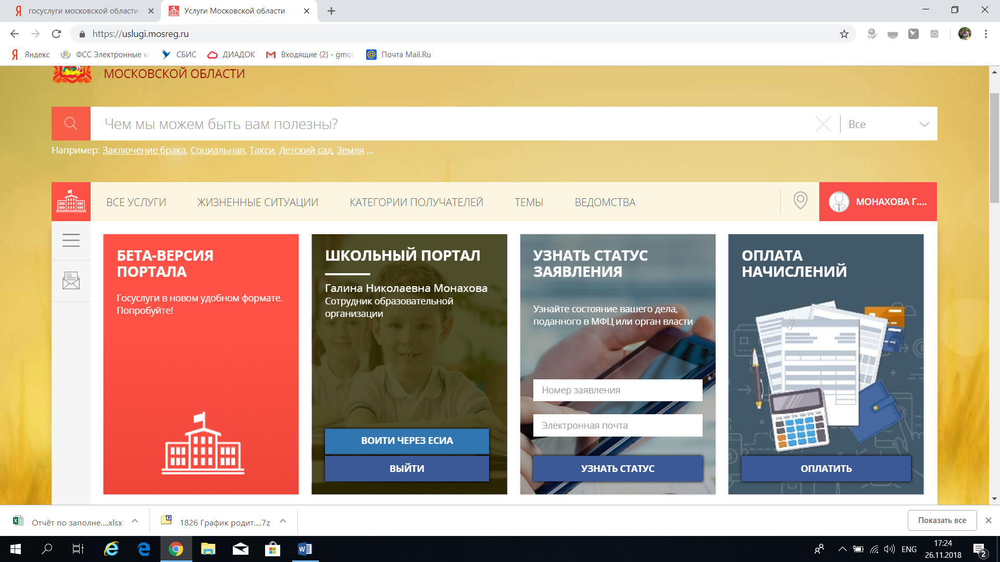 госуслуги московской области -
Услуги Московской области
https://uslugi.mosreg.ru
Яндекс
ФСС Электронные ка
СБИС
ДИАДОК
Входящие (2) - gmon
Почта Mail.Ru
МОСКОВСКОЙ ОБЛАСТИ
Чем мы можем быть вам полезны?
Все
Например: Заключение брака, Социальная, Такси, Детский сад, Земля ...
ВСЕ УСЛУГИ
ЖИЗНЕННЫЕ СИТУАЦИИ
КАТЕГОРИИ ПОЛУЧАТЕЛЕЙ
ТЕМЫ
ВЕДОМСТВА
МОНАХОВА Г....
БЕТА-ВЕРСИЯ
ПОРТАЛА
Госуслуги в новом удобном формате.
Попробуйте!
ШКОЛЬНЫЙ ПОРТАЛ
Галина Николаевна Монахова
Сотрудник образовательной
организации
ВОЙТИ ЧЕРЕЗ ЕСИА
ВЫЙТИ
УЗНАТЬ СТАТУС
ЗАЯВЛЕНИЯ
Узнайте состояние вашего дела,
поданного в МФЦ или орган власти
Номер заявления
Электронная почта
УЗНАТЬ СТАТУС
ОПЛАТА
НАЧИСЛЕНИЙ
ОПЛАТИТЬ
Отчёт по заполне....xlsx
1826 График родит....7z
Показать все
ENG
17:24
26.11.2018
2